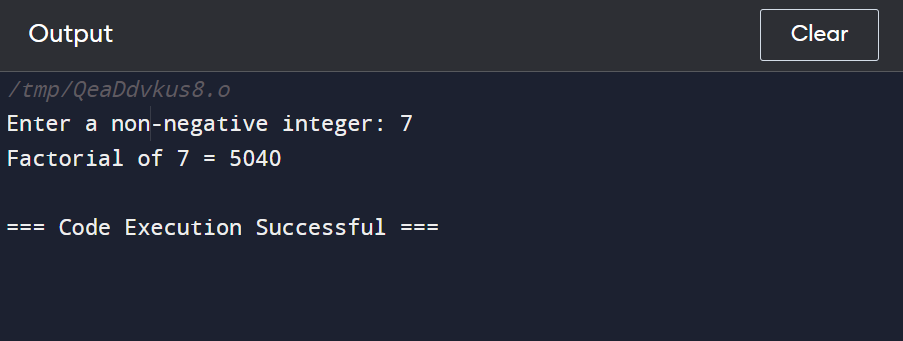 Output
Clear
/tmp/QeaDdvkus8.o
Enter a non-negative integer: 7
Factorial of 7 = 5040
=== Code Execution Successful ===